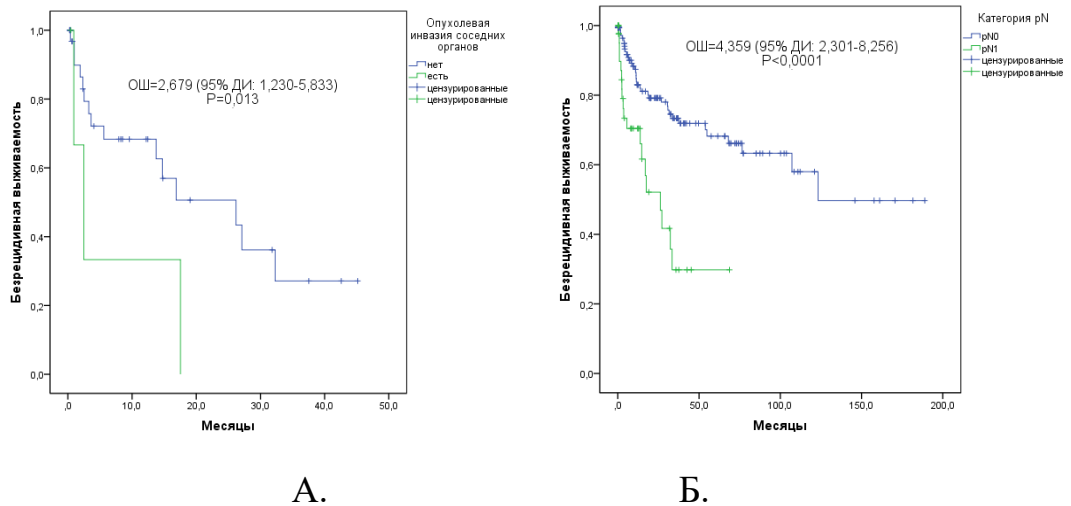 Опухолевая
инвазия соседних
органов
нет
есть
цензурированные
цензурированные
ОШ=2,679 (95% ДИ: 1,230-5,833)
P=0,013
Безрецидивная выживаемость
1,0
0,8
0,6
0,4
0,2
0,0
,0 10,0 20,0 30,0 40,0 50,0
Месяцы
А.
Категория pN
pN0
pN1
цензурированные
цензурированные
ОШ=4,359 (95% ДИ: 2,301-8,256)
P<0,0001
Безрецидивная выживаемость
1,0
0,8
0,6
0,4
0,2
0,0
,0 50,0 100,0 150,0 200,0
Месяцы
Б.